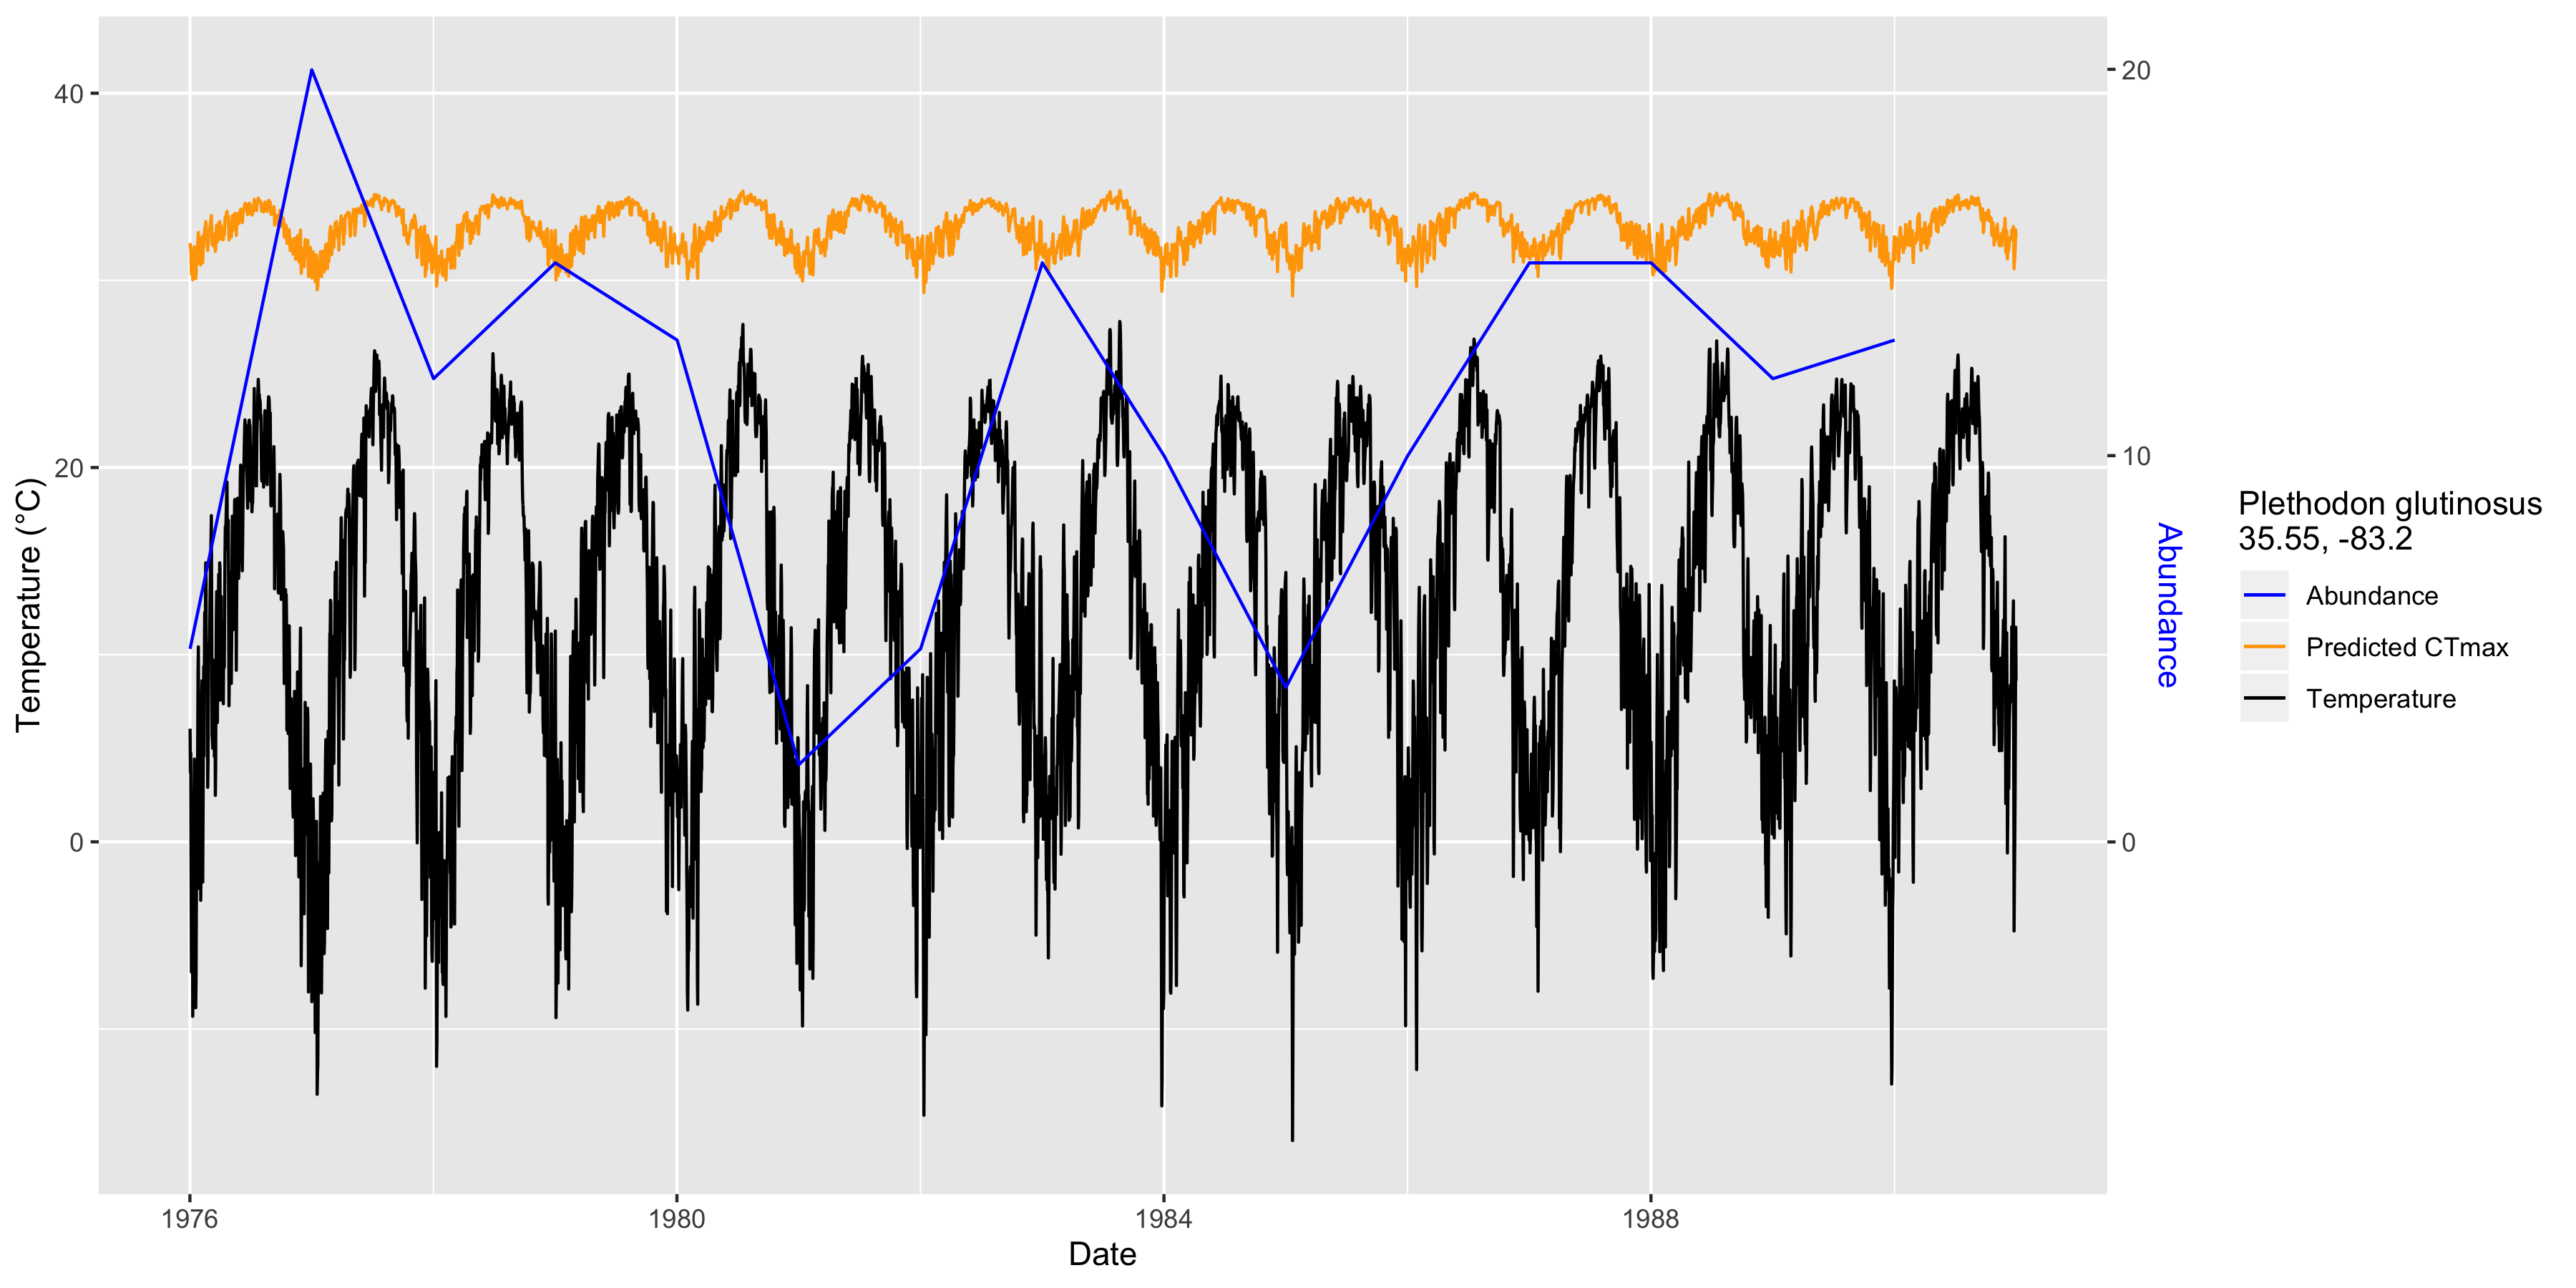 40
20
0
Temperature (°C)
1976
1980
1984
1988
Date
20
10
0
Abundance
Plethodon glutinosus
35.55, -83.2
Abundance
Predicted CTmax
Temperature